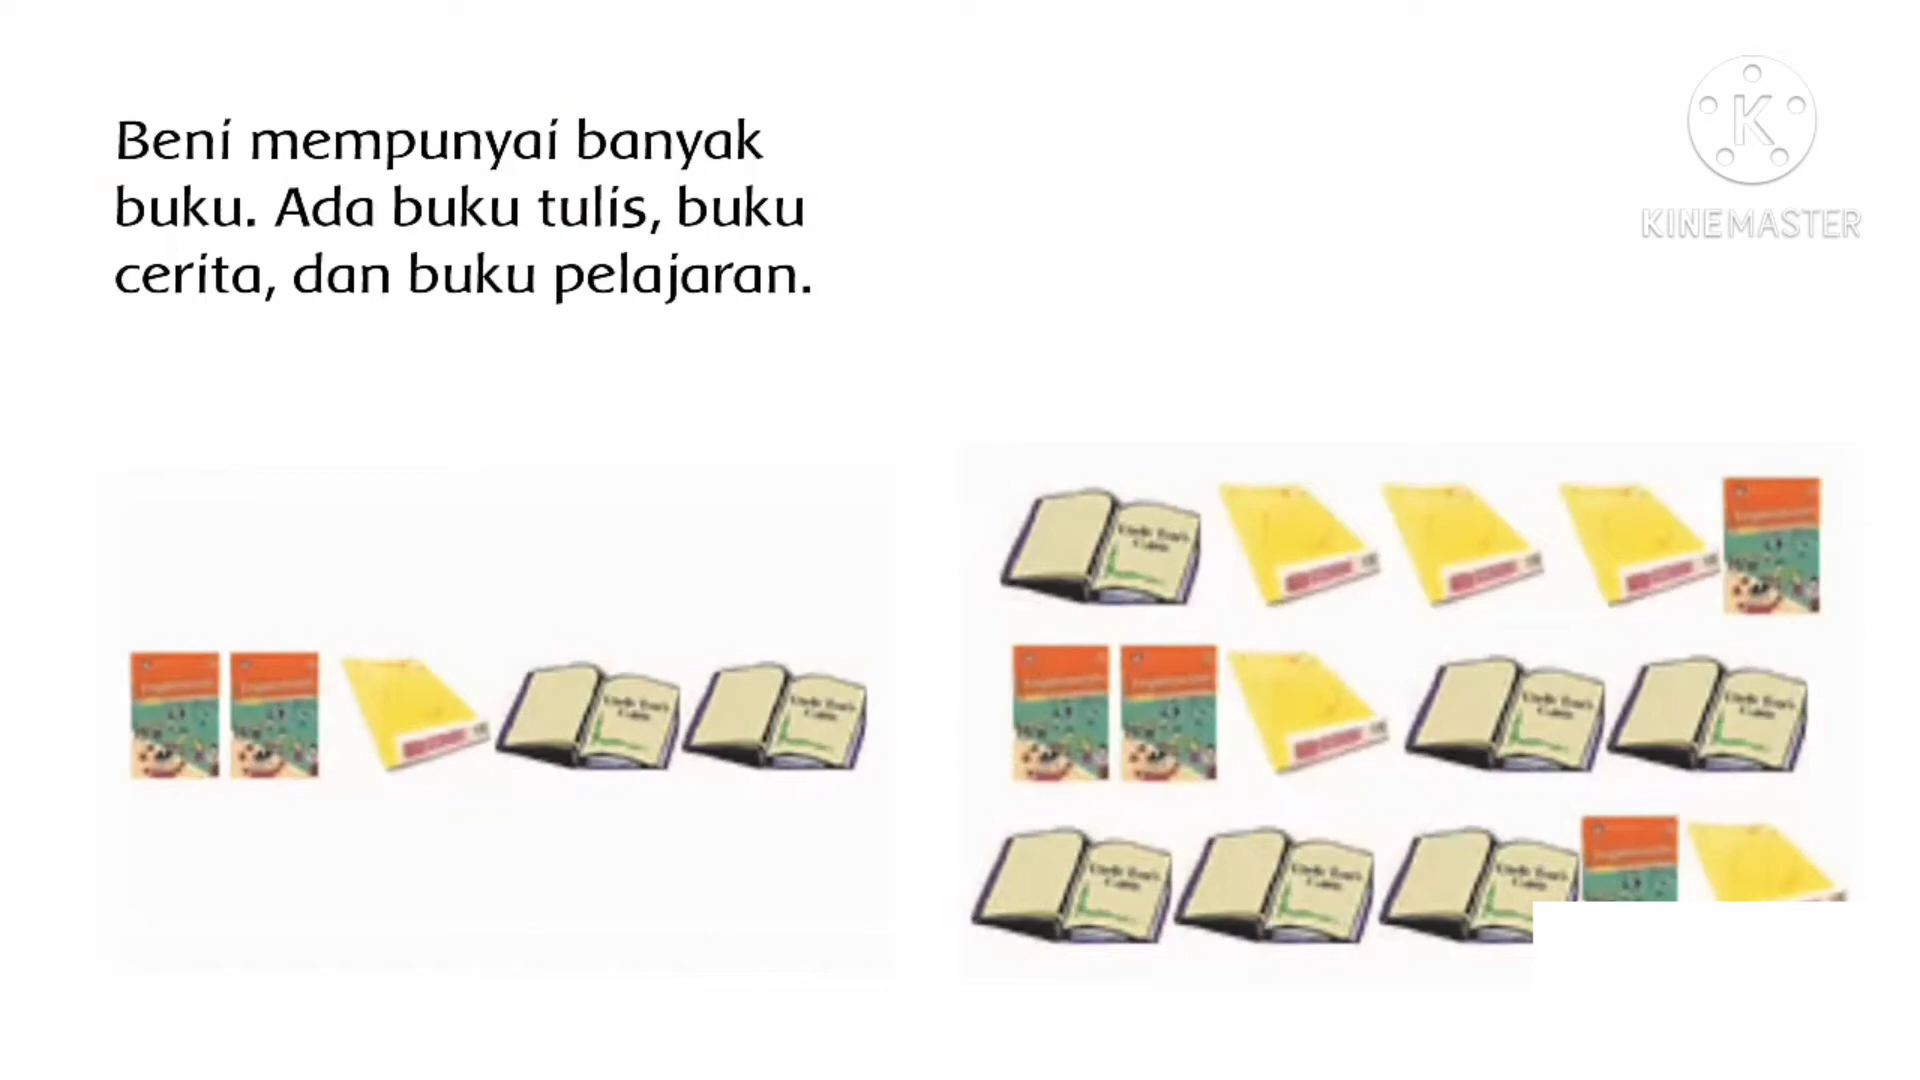 Beni mempunyai banyak
buku. Ada buku tulis, buku
cerita, dan buku pelajaran.
K
KINEMASTER